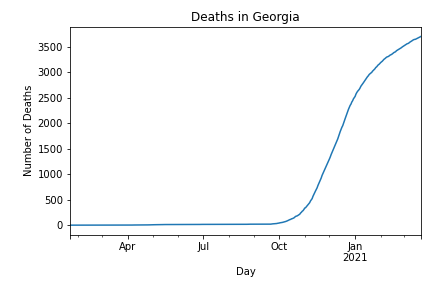 Deaths in Georgia
Number of Deaths
3500
3000
2500
2000
1500
1000
500
0
Apr
Jul
Oct
Jan
2021
Day